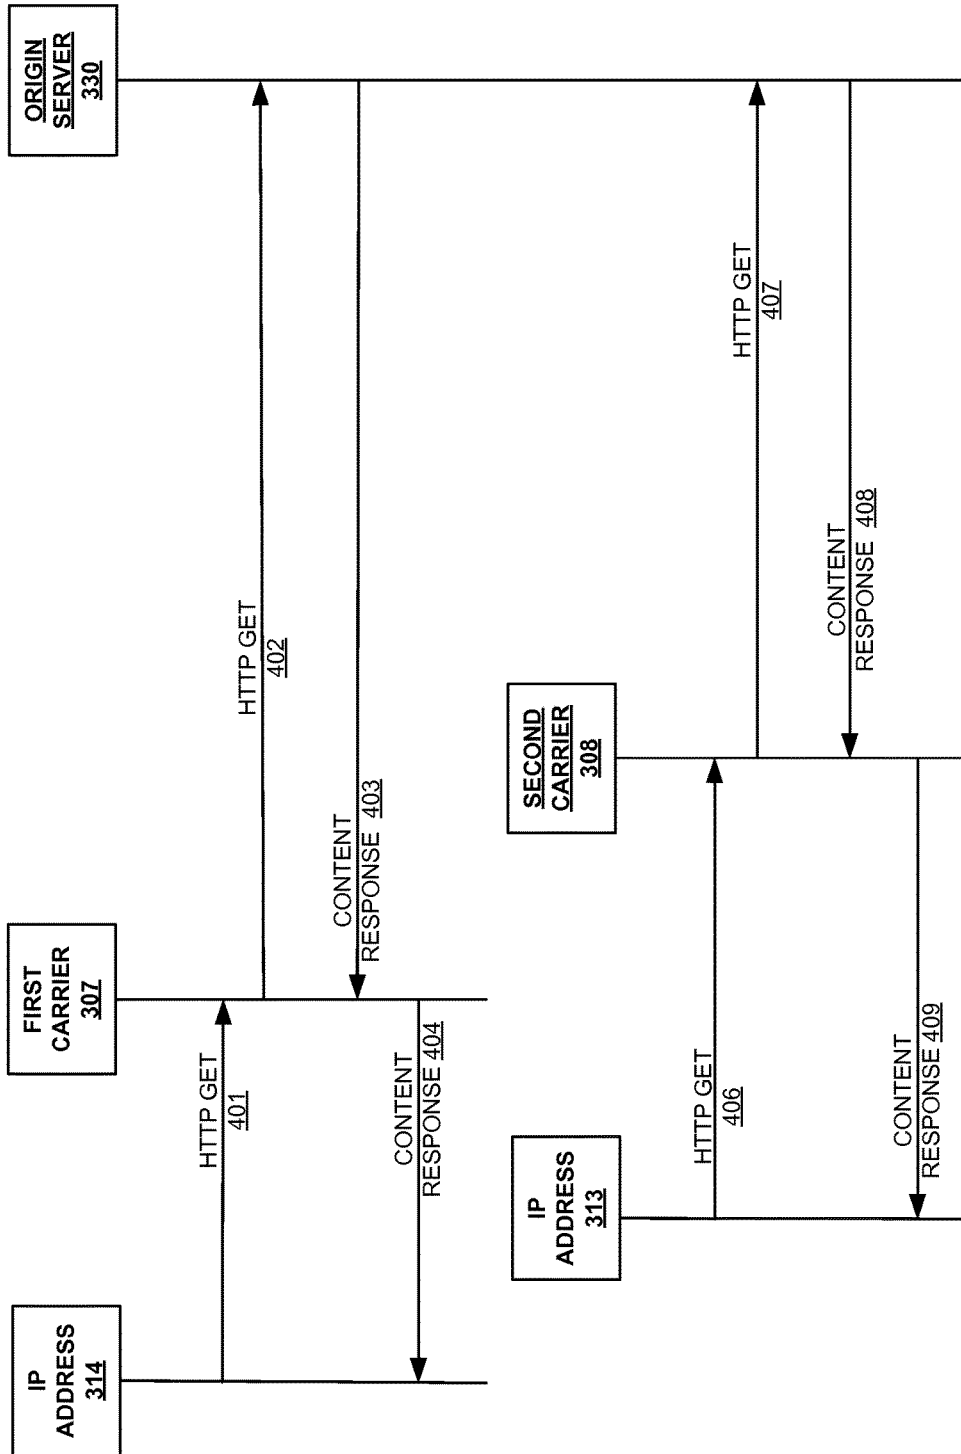 IP
ADDRESS
314
FIRST
CARRIER
307
ORIGIN
SERVER
330
HTTP GET
401
HTTP GET
402
CONTENT
RESPONSE 403
CONTENT
RESPONSE 404
IP
ADDRESS
313
SECOND
CARRIER
308
HTTP GET
406
HTTP GET
407
CONTENT
RESPONSE 408
CONTENT
RESPONSE 409